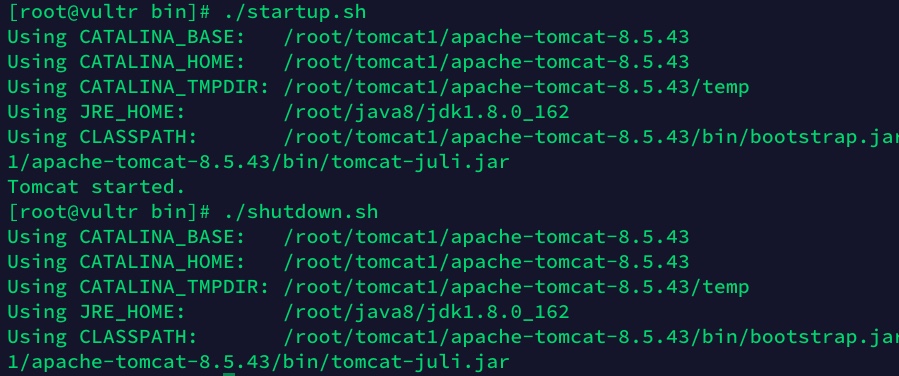 [root@vultr bin]# ./startup.sh
Using CATALINA_BASE:   /root/tomcat1/apache-tomcat-8.5.43
Using CATALINA_HOME:   /root/tomcat1/apache-tomcat-8.5.43
Using CATALINA_TMPDIR: /root/tomcat1/apache-tomcat-8.5.43/temp
Using JRE_HOME:        /root/java8/jdk1.8.0_162
Using CLASSPATH:       /root/tomcat1/apache-tomcat-8.5.43/bin/bootstrap.jar
1/apache-tomcat-8.5.43/bin/tomcat-juli.jar
Tomcat started.
[root@vultr bin]# ./shutdown.sh
Using CATALINA_BASE:   /root/tomcat1/apache-tomcat-8.5.43
Using CATALINA_HOME:   /root/tomcat1/apache-tomcat-8.5.43
Using CATALINA_TMPDIR: /root/tomcat1/apache-tomcat-8.5.43/temp
Using JRE_HOME:        /root/java8/jdk1.8.0_162
Using CLASSPATH:       /root/tomcat1/apache-tomcat-8.5.43/bin/bootstrap.jar
1/apache-tomcat-8.5.43/bin/tomcat-juli.jar